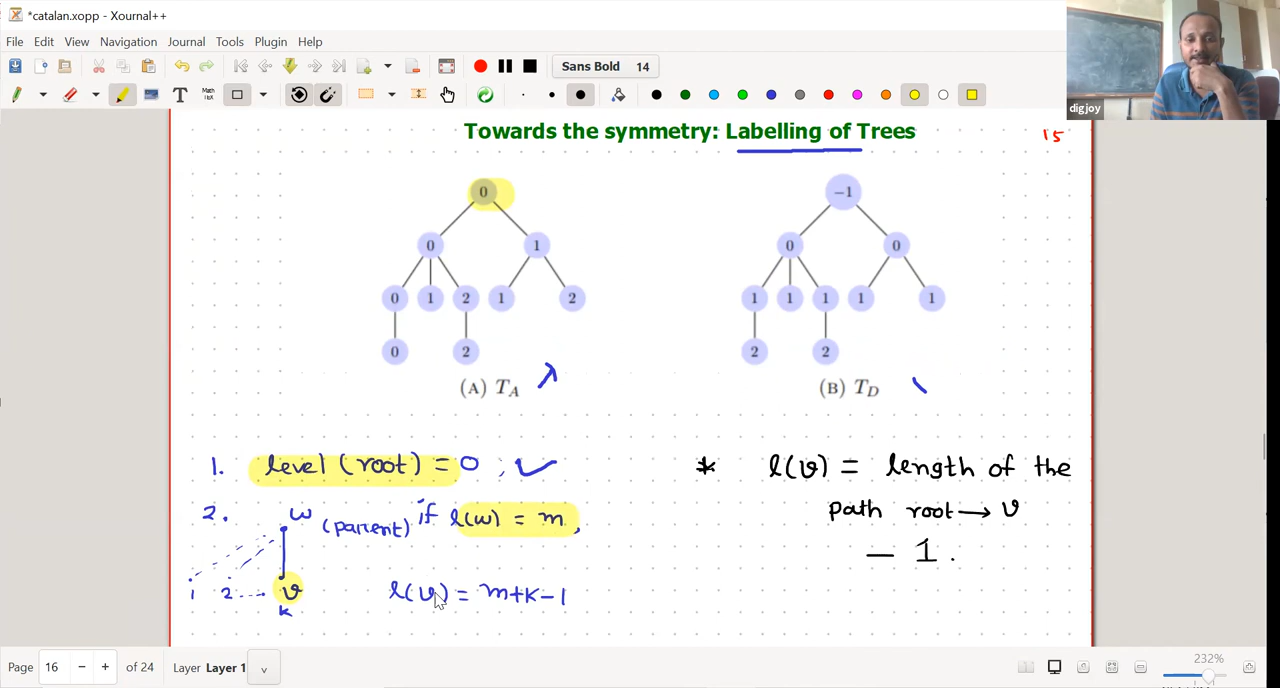 *catalan.xopp - Xournal++
File Edit View Navigation Journal Tools Plugin Help
Sans Bold 14
digjoy
Towards the symmetry: Labelling of Trees
15
0
0 1
0 1 2 1 2
0 2
(A) T_A
-1
0 0
1 1 1 1 1
2 2
(B) T_D
1. level (root) = 0 ;
2. w (parent) if l(w) = m,
1 2 ... v
k
l(v) = m+k-1
* l(v) = length of the
path root → v
- 1.
Page 16 of 24 Layer Layer 1 232%